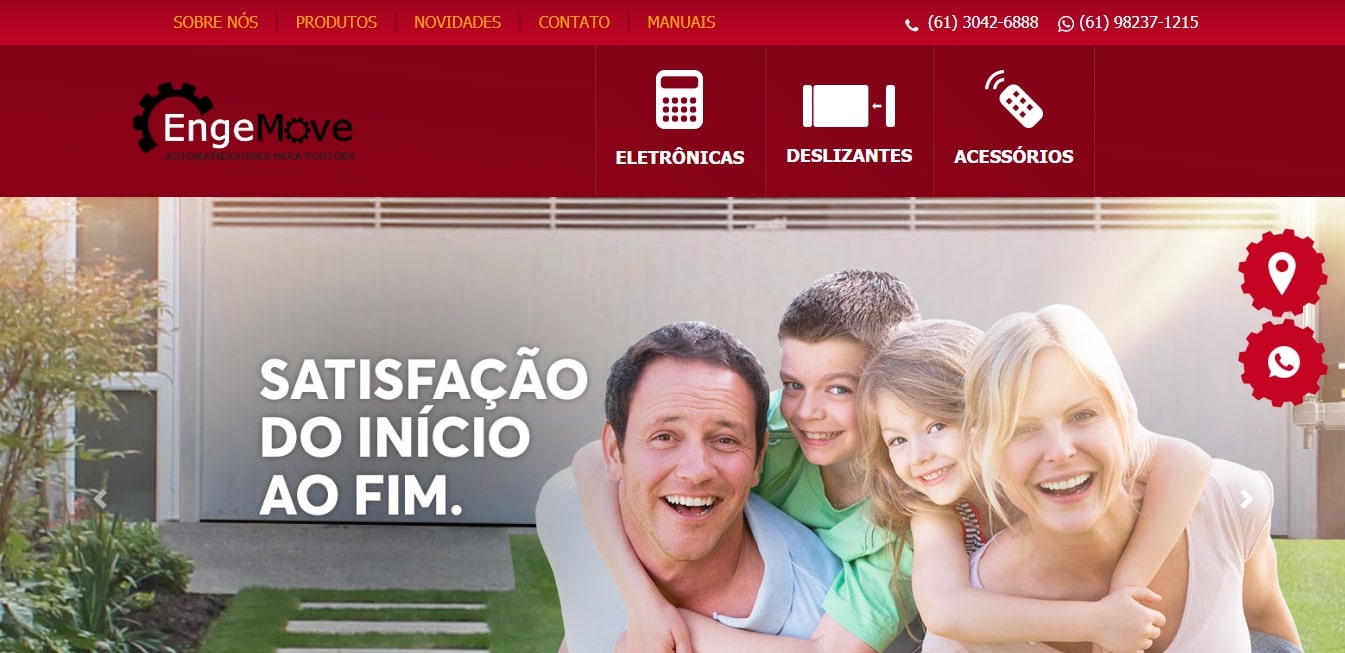 SOBRE NÓS
PRODUTOS
NOVIDADES
CONTATO
MANUAIS
(61) 3042-6888
(61) 98237-1215
EngeMove
AUTOMATIZADORES PARA PORTÕES
ELETRÔNICAS
DESLIZANTES
ACESSÓRIOS
SATISFAÇÃO
DO INÍCIO
AO FIM.